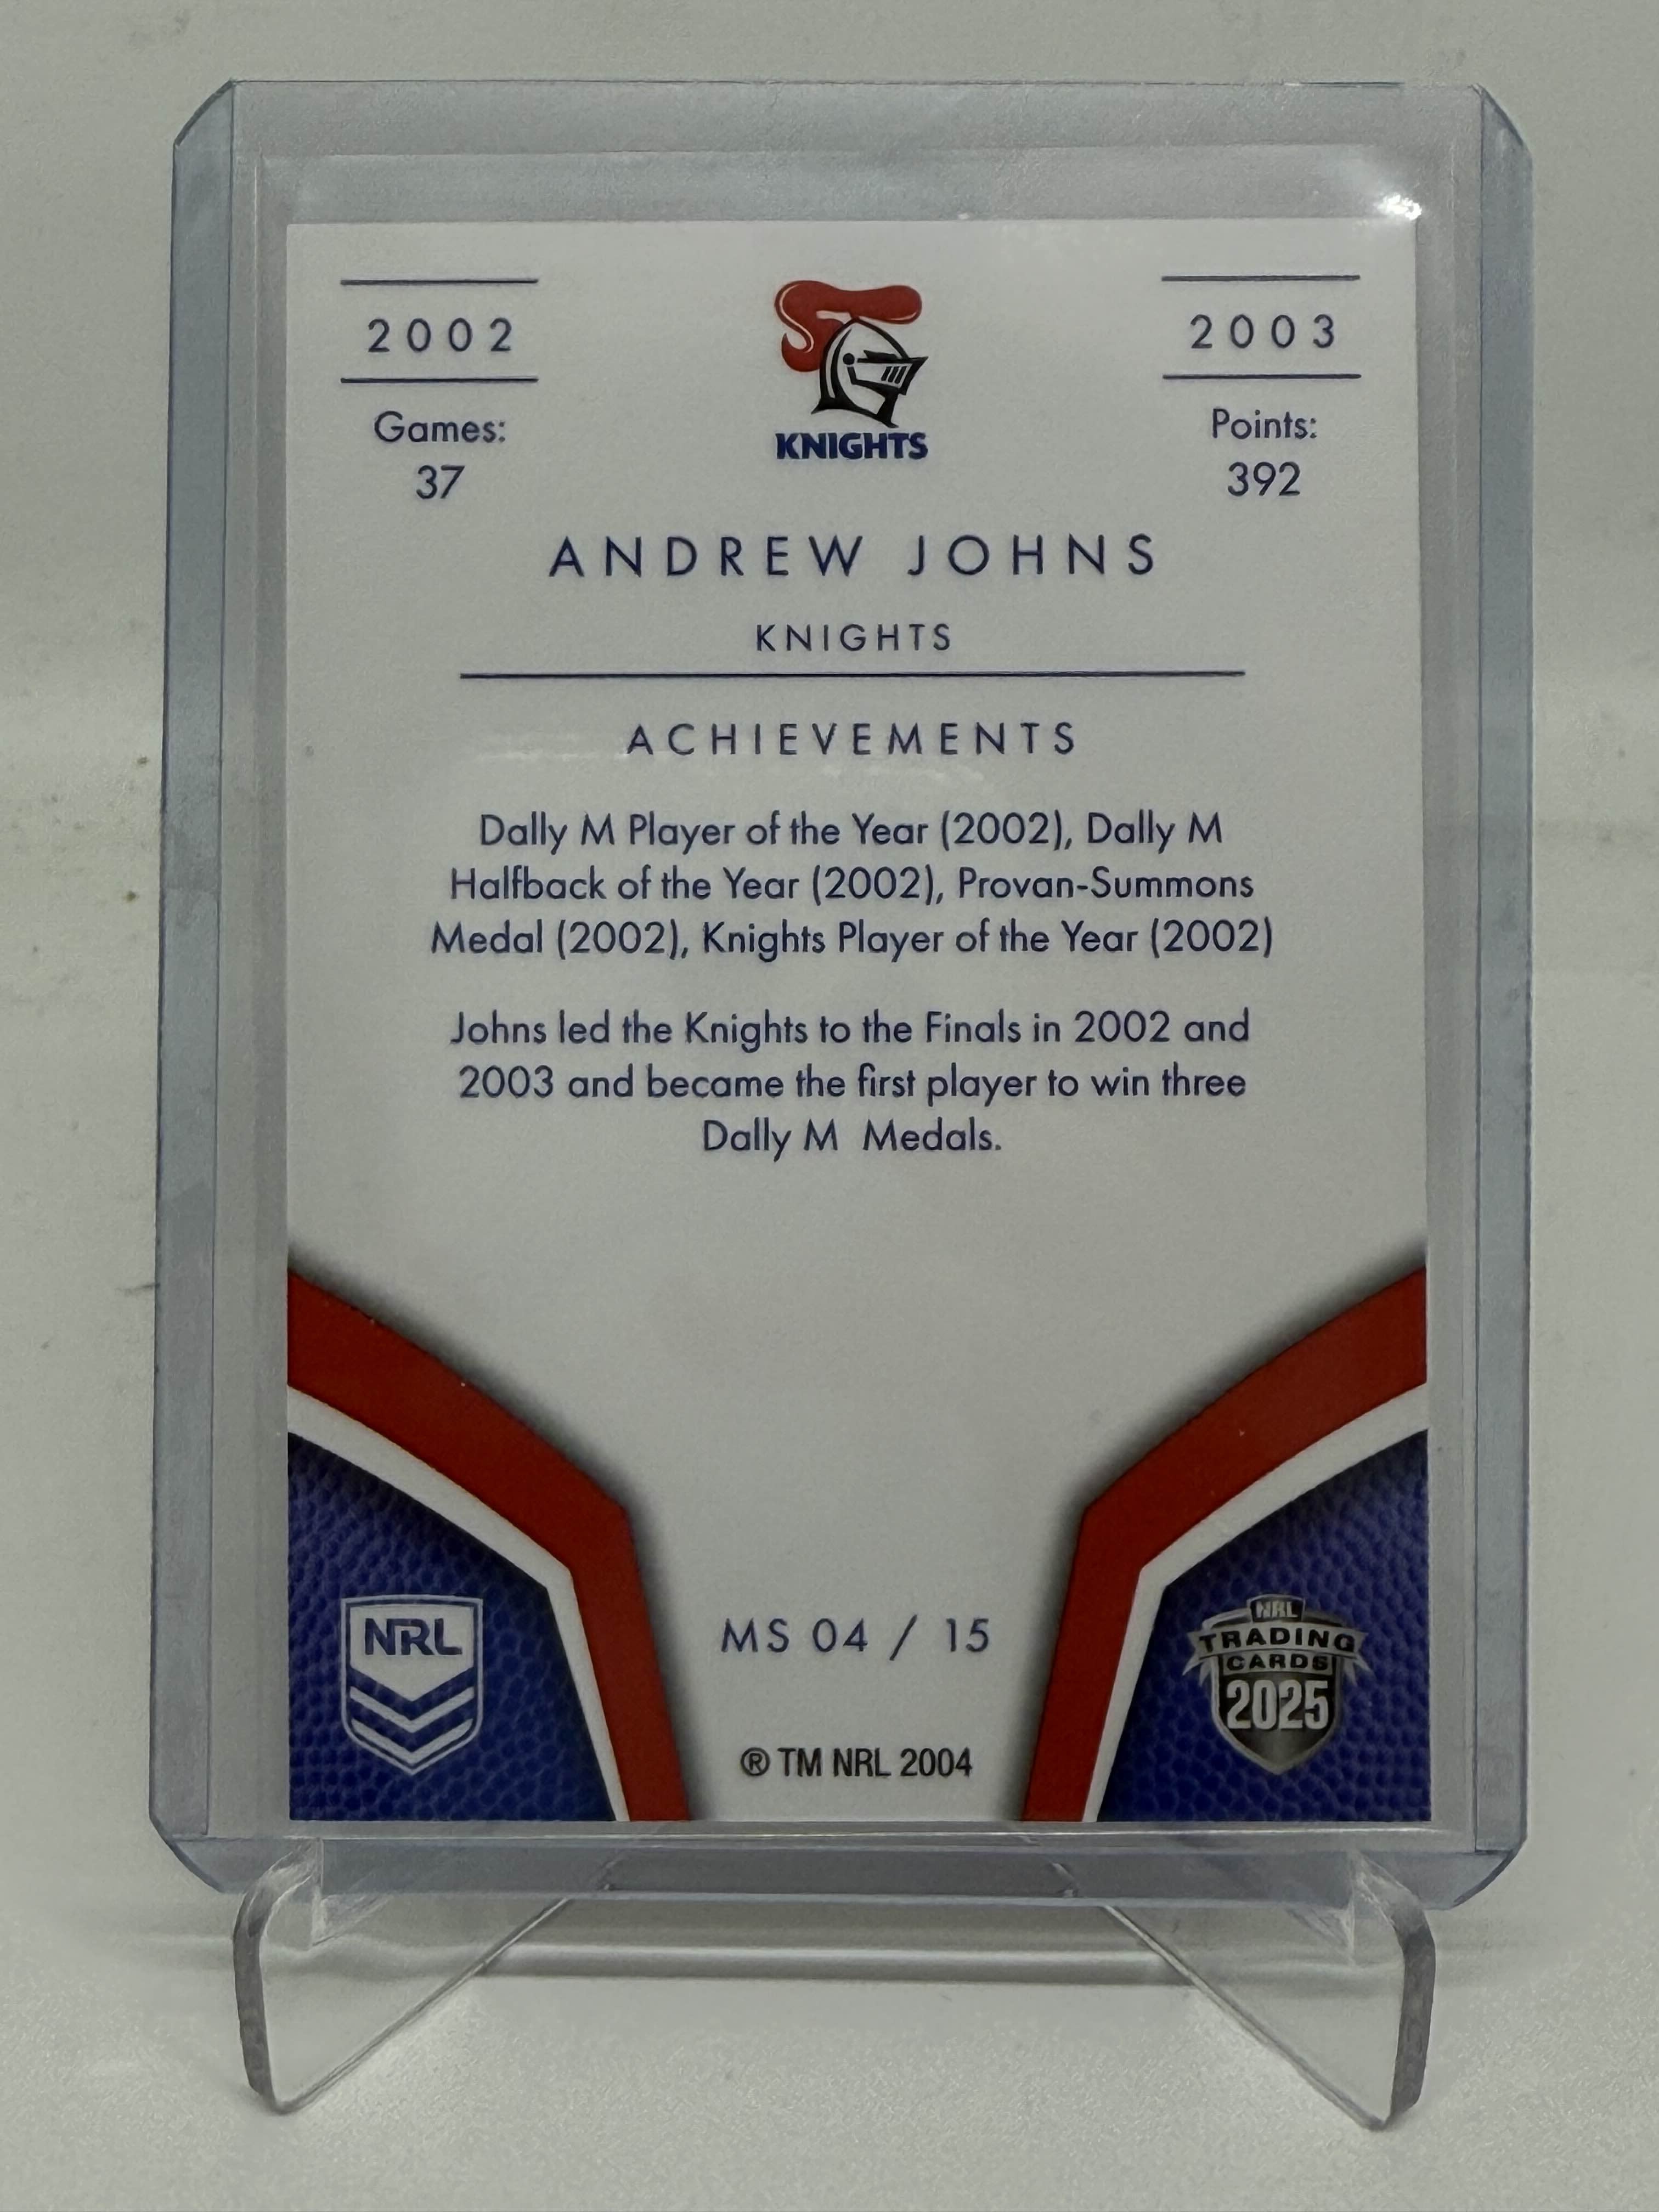 2002
Games:
37
KNIGHTS
2003
Points:
392
ANDREW JOHNS
KNIGHTS
ACHIEVEMENTS
Dally M Player of the Year (2002), Dally M
Halfback of the Year (2002), Provan-Summons
Medal (2002), Knights Player of the Year (2002)
Johns led the Knights to the Finals in 2002 and
2003 and became the first player to win three
Dally M Medals.
NRL
MS 04 / 15
® TM NRL 2004
NRL
TRADING
CARDS
2025